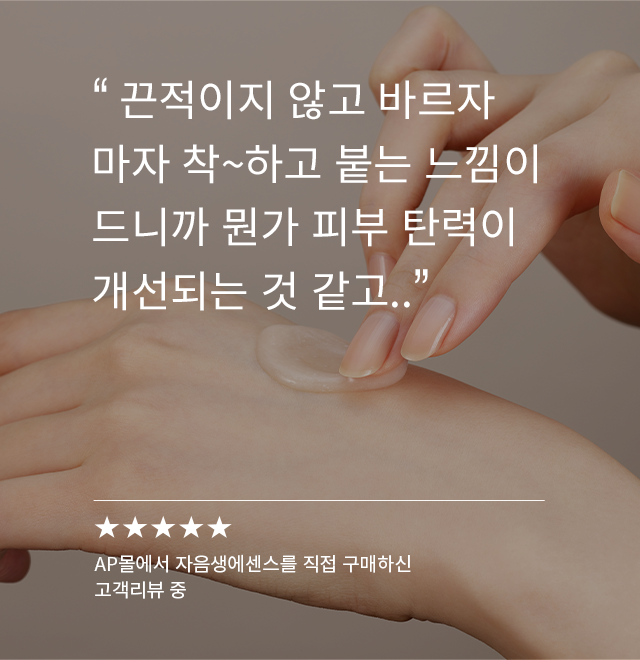 “ 끈적이지 않고 바르자
마자 착~하고 붙는 느낌이
드니까 뭔가 피부 탄력이
개선되는 것 같고..”
★★★★★
AP몰에서 자음생에센스를 직접 구매하신
고객리뷰 중